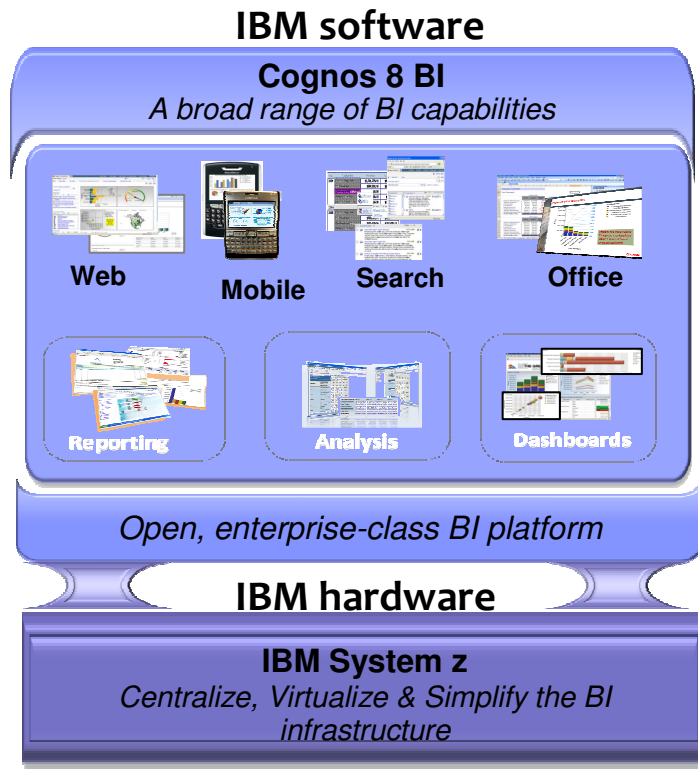 IBM software
Cognos 8 BI
A broad range of BI capabilities
Web
Mobile
Search
Office
Reporting
Analysis
Dashboards
Open, enterprise-class BI platform
IBM hardware
IBM System z
Centralize, Virtualize & Simplify the BI
infrastructure